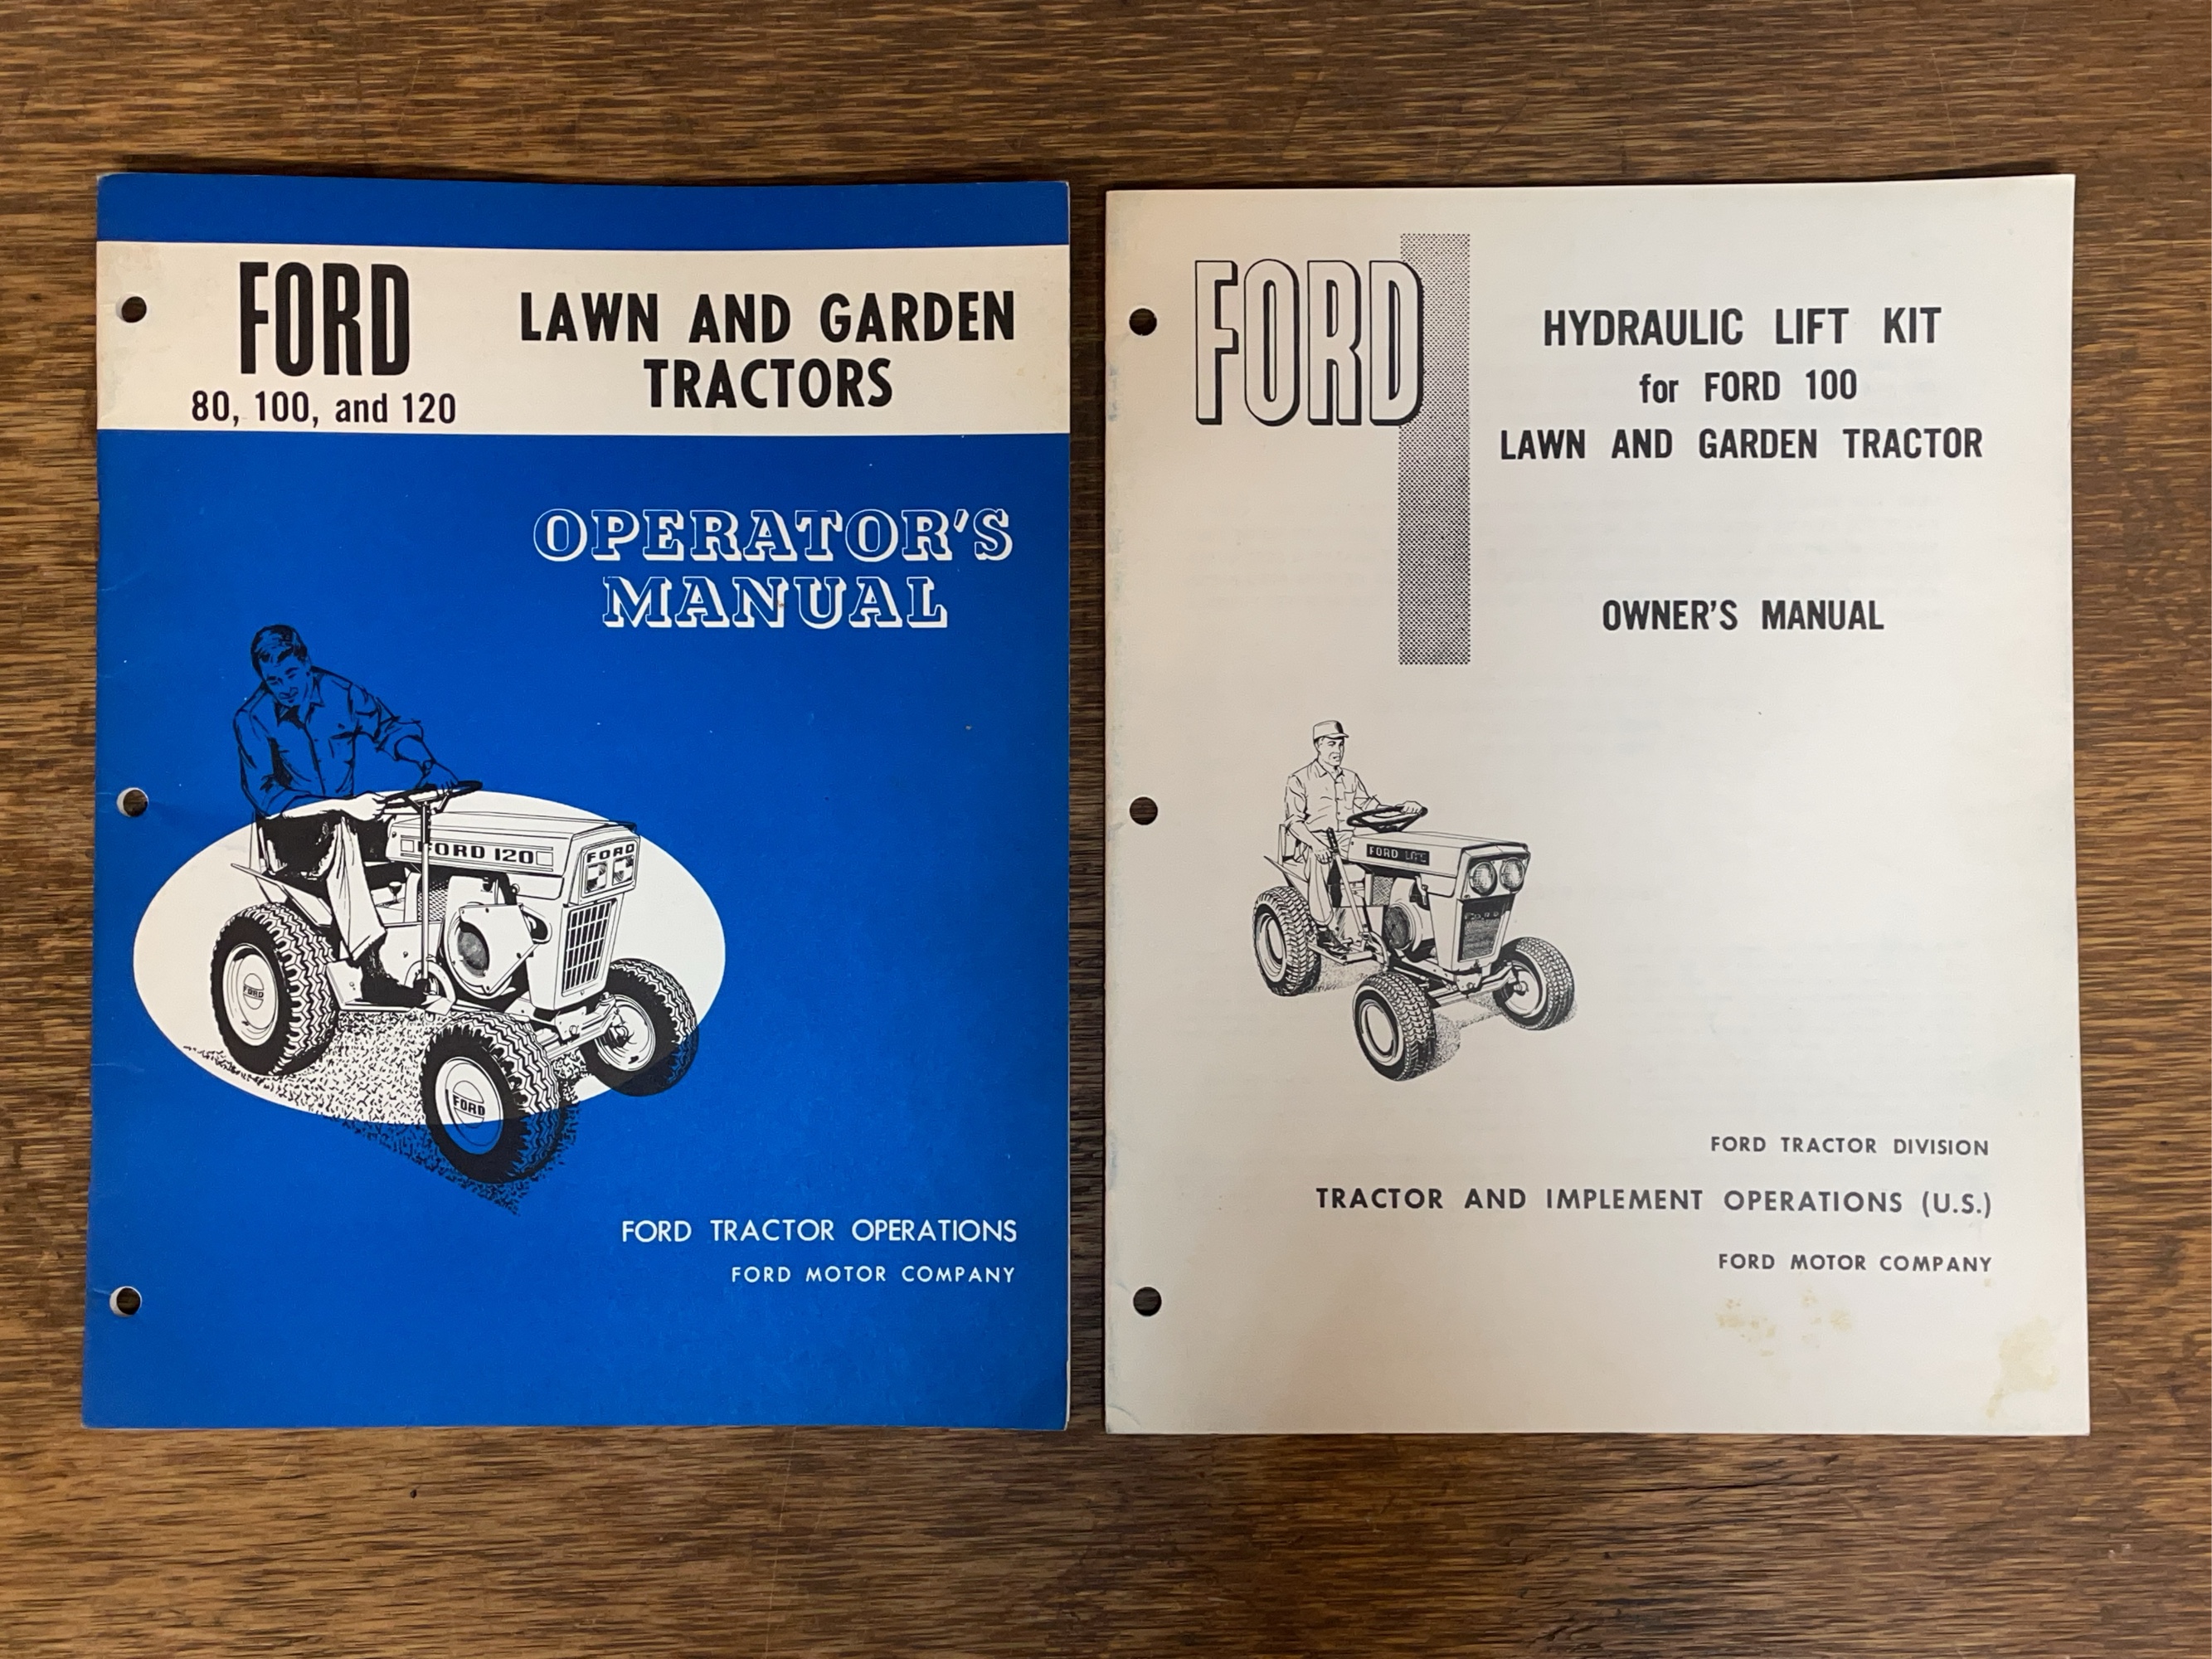 FORD
80, 100, and 120
LAWN AND GARDEN
TRACTORS
OPERATOR'S
MANUAL
FORD 120
FORD
FORD
FORD
FORD TRACTOR OPERATIONS
FORD MOTOR COMPANY
FORD
HYDRAULIC LIFT KIT
for FORD 100
LAWN AND GARDEN TRACTOR
OWNER'S MANUAL
FORD
FORD TRACTOR DIVISION
TRACTOR AND IMPLEMENT OPERATIONS (U.S.)
FORD MOTOR COMPANY